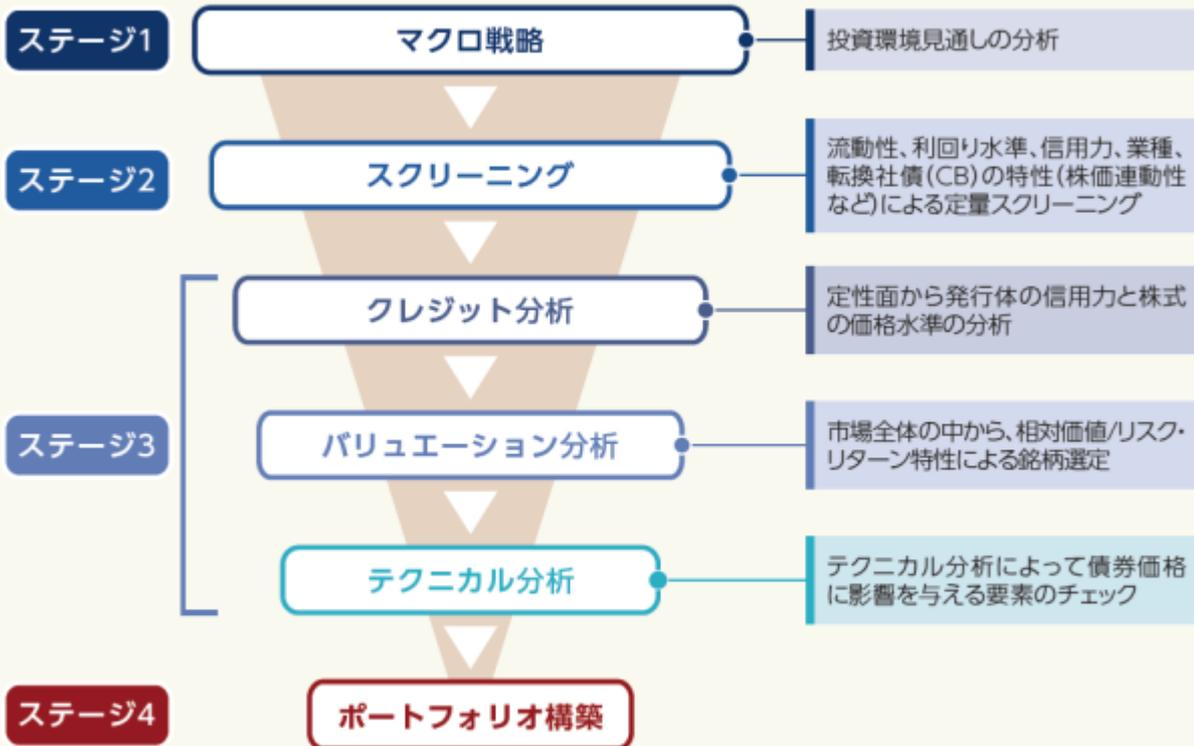 ステージ1
マクロ戦略
投資環境見通しの分析
ステージ2
スクリーニング
流動性、利回り水準、信用力、業種、
転換社債(CB)の特性(株価連動性
など)による定量スクリーニング
クレジット分析
定性面から発行体の信用力と株式
の価格水準の分析
ステージ3
バリュエーション分析
市場全体の中から、相対価値/リスク・
リターン特性による銘柄選定
テクニカル分析
テクニカル分析によって債券価格
に影響を与える要素のチェック
ステージ4
ポートフォリオ構築